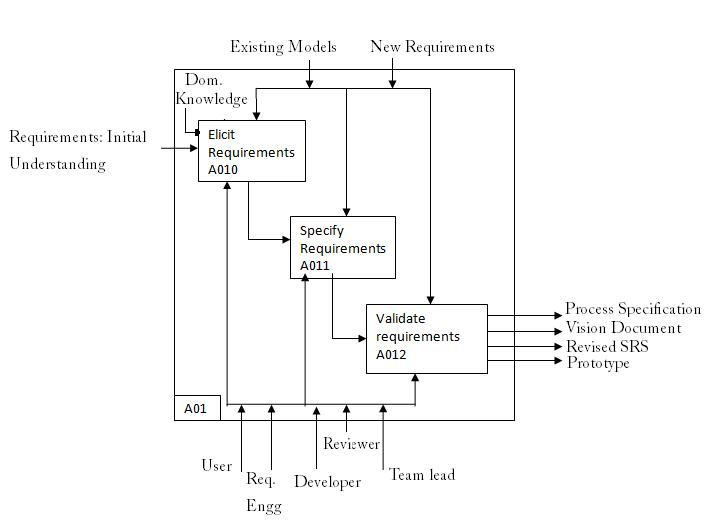 Existing Models
New Requirements
Dom.
Knowledge
Requirements: Initial
Understanding
Elicit
Requirements
A010
Specify
Requirements
A011
Validate
requirements
A012
Process Specification
Vision Document
Revised SRS
Prototype
A01
User
Req.
Engg
Developer
Reviewer
Team lead